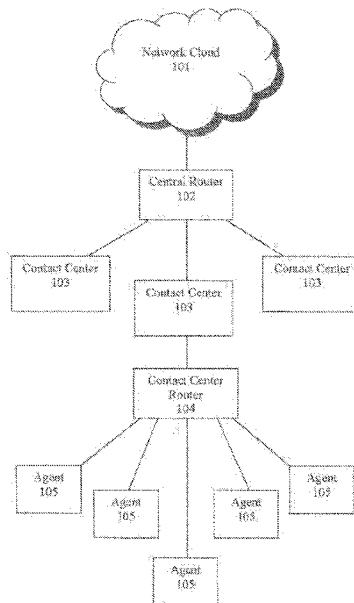 Network Cloud
101
Central Router
102
Contact Center
103
Contact Center
103
Contact Center
103
Contact Center
Router
104
Agent
105
Agent
105
Agent
105
Agent
105
Agent
105